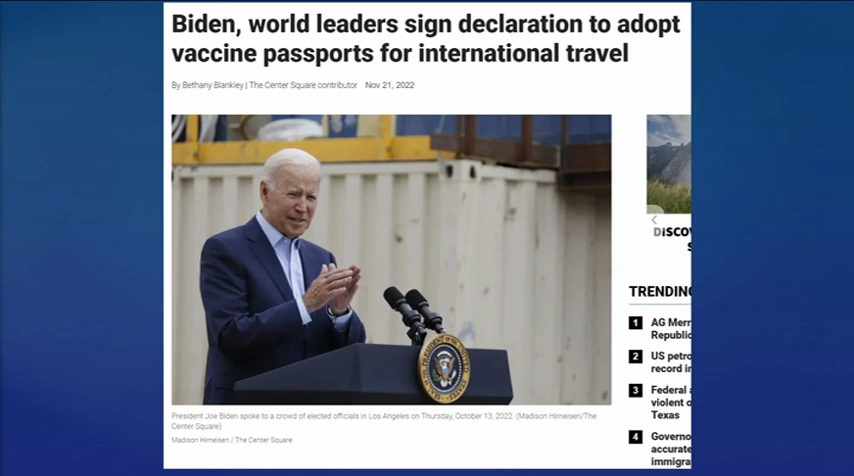 Biden, world leaders sign declaration to adopt
vaccine passports for international travel
By Bethany Blankley | The Center Square contributor Nov 21, 2022
DISCOV
S
President Joe Biden spoke to a crowd of elected officials in Los Angeles on Thursday, October 13, 2022. (Madison Hirneisen/The
Center Square)
Madison Hirneisen / The Center Square
TRENDING
1 AG Merr
Republic
2 US petro
record in
3 Federal a
violent o
Texas
4 Governo
accurate
immigra